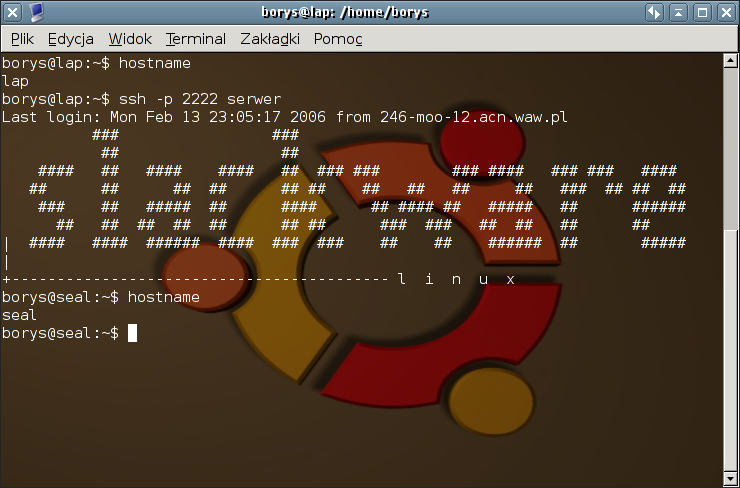 borys@lap: /home/borys
Plik Edycja Widok Terminal Zakładki Pomoc
borys@lap:~$ hostname
lap
borys@lap:~$ ssh -p 2222 serwer
Last login: Mon Feb 13 23:05:17 2006 from 246-moo-12.acn.waw.pl
slackware
+----------------------------------------- l i n u x
borys@seal:~$ hostname
seal
borys@seal:~$